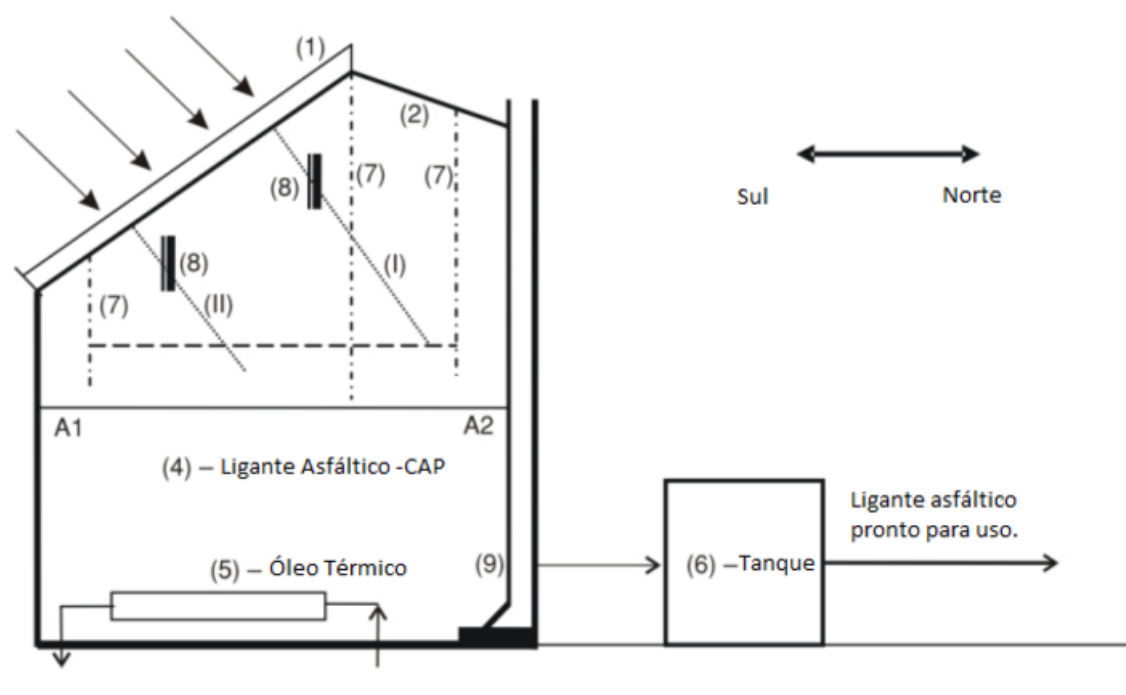 (1)
(2)
(8)
(7)
(7)
Sul
Norte
(8)
(I)
(7)
(II)
A1
A2
(4) – Ligante Asfáltico -CAP
Ligante asfáltico
pronto para uso.
(5) – Óleo Térmico
(9)
(6) –Tanque